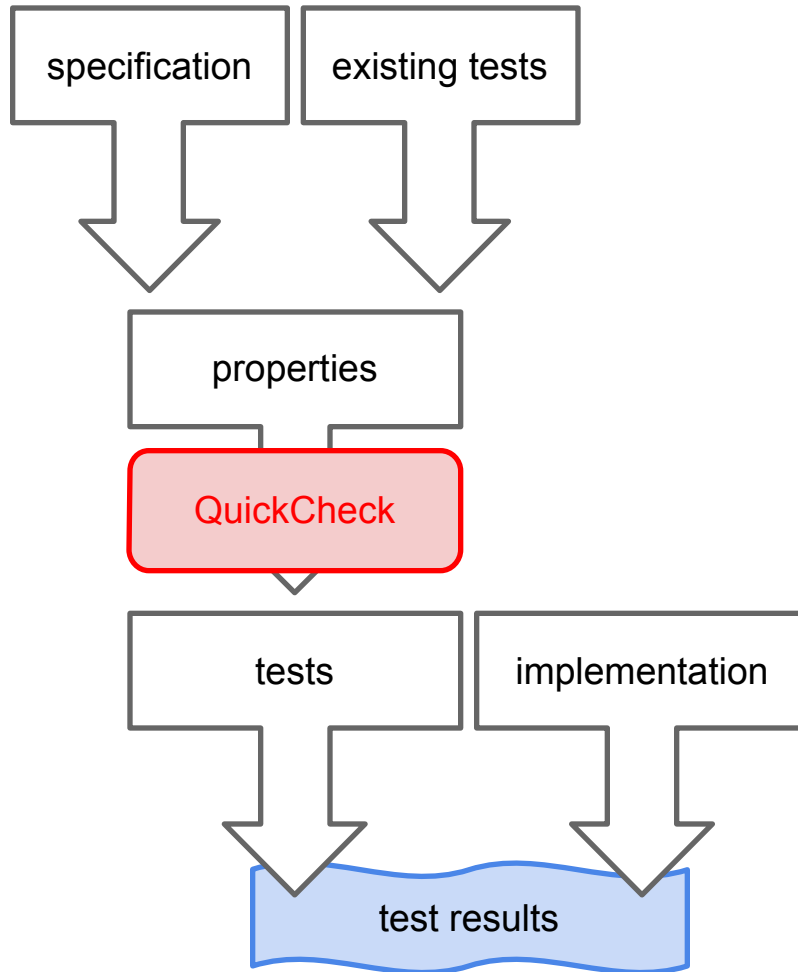 specification
existing tests
properties
QuickCheck
tests
implementation
test results